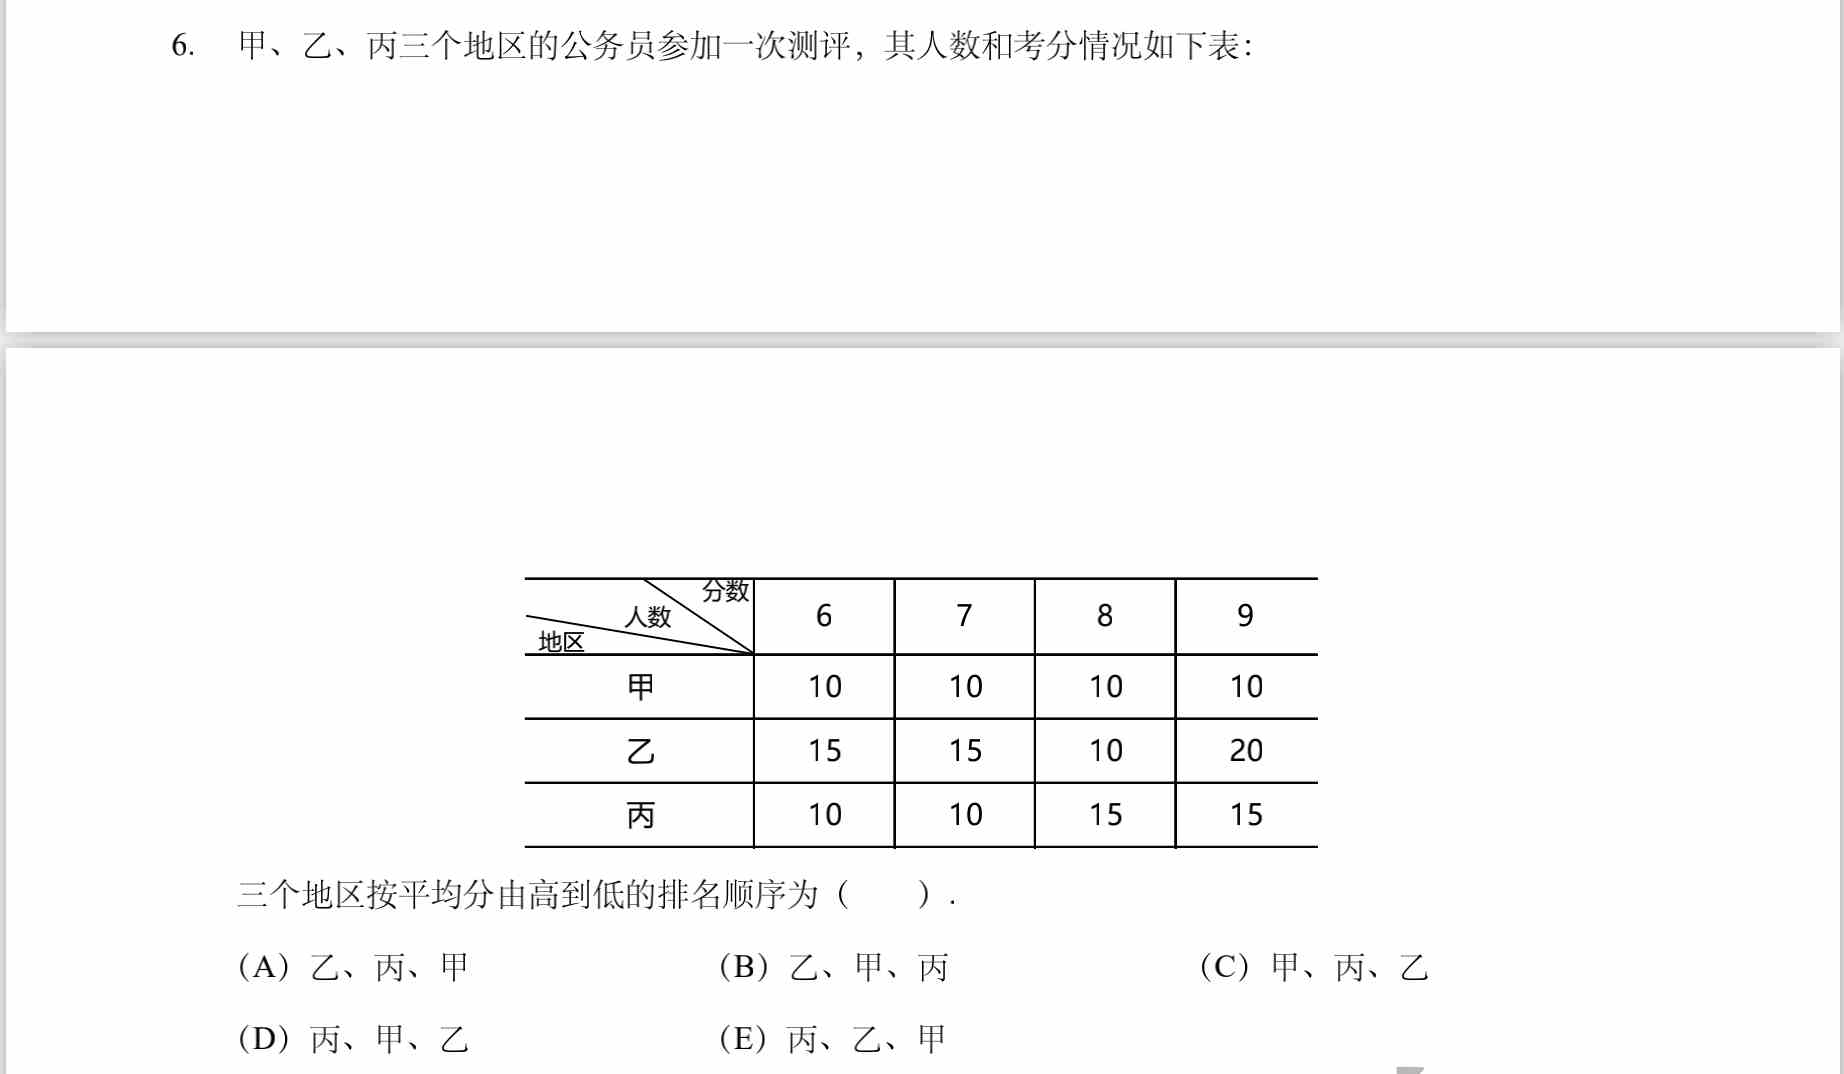 6. 甲、乙、丙三个地区的公务员参加一次测评，其人数和考分情况如下表：
分数
人数
地区
6 7 8 9
甲 10 10 10 10
乙 15 15 10 20
丙 10 10 15 15
三个地区按平均分由高到低的排名顺序为（　　）.
（A）乙、丙、甲 （B）乙、甲、丙 （C）甲、丙、乙
（D）丙、甲、乙 （E）丙、乙、甲